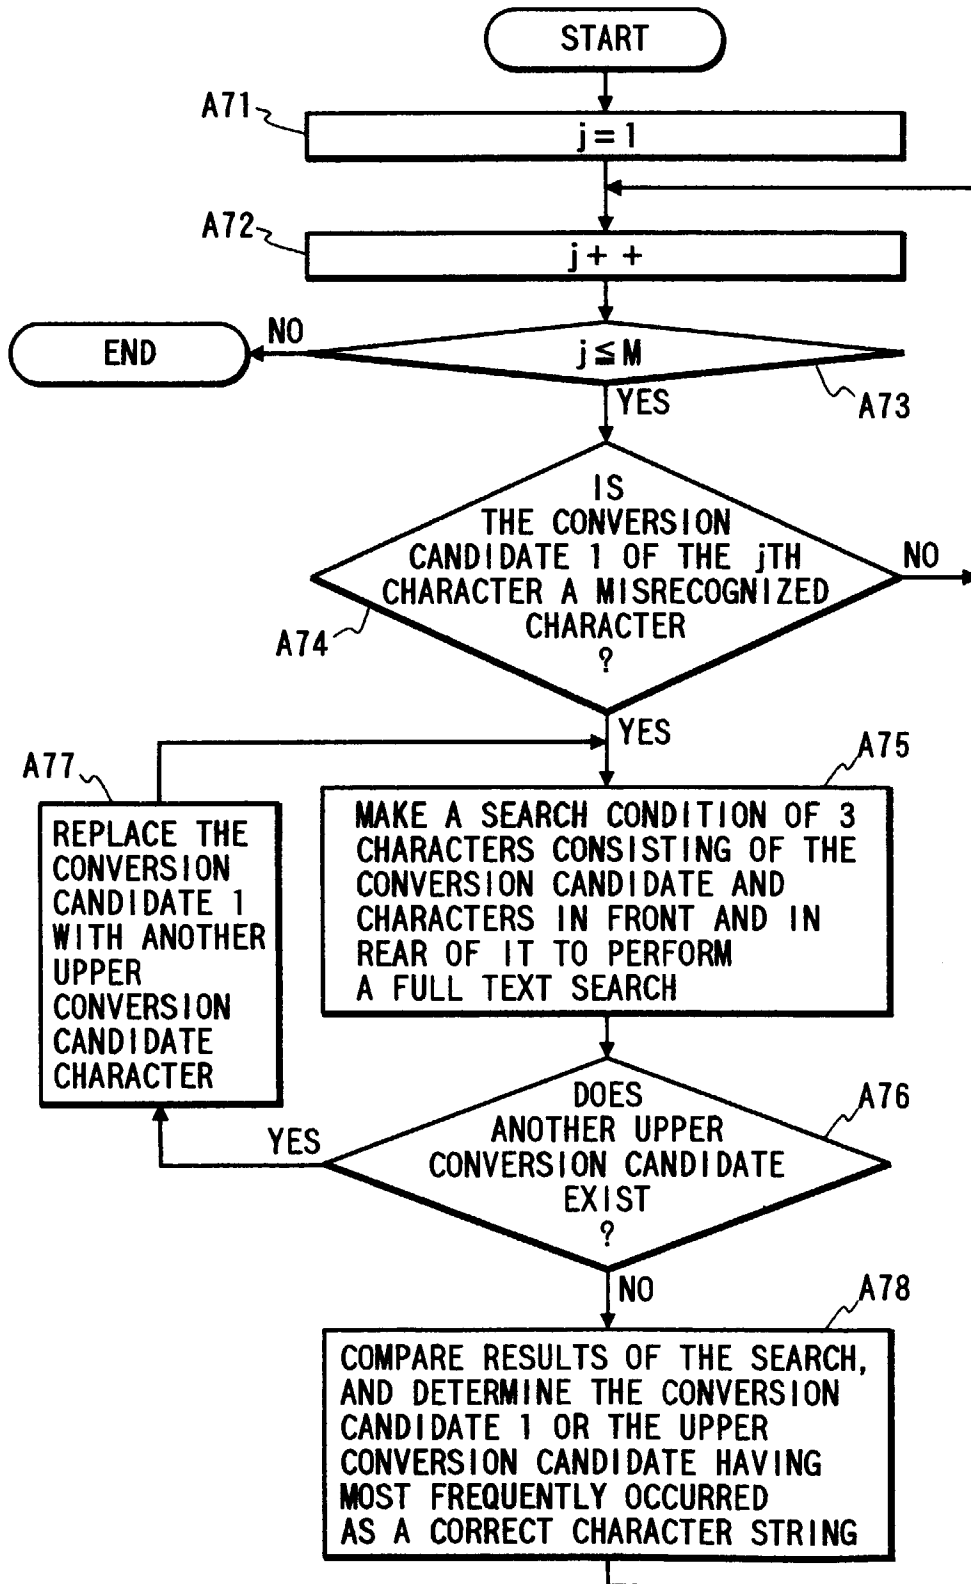 START
A71
j=1
A72
j++
NO
END
j≦M
YES
A73
IS
THE CONVERSION
CANDIDATE 1 OF THE jTH
CHARACTER A MISRECOGNIZED
CHARACTER
?
NO
A74
YES
A77
A75
REPLACE THE
CONVERSION
CANDIDATE 1
WITH ANOTHER
UPPER
CONVERSION
CANDIDATE
CHARACTER
MAKE A SEARCH CONDITION OF 3
CHARACTERS CONSISTING OF THE
CONVERSION CANDIDATE AND
CHARACTERS IN FRONT AND IN
REAR OF IT TO PERFORM
A FULL TEXT SEARCH
DOES
ANOTHER UPPER
CONVERSION CANDIDATE
EXIST
?
A76
YES
NO
A78
COMPARE RESULTS OF THE SEARCH,
AND DETERMINE THE CONVERSION
CANDIDATE 1 OR THE UPPER
CONVERSION CANDIDATE HAVING
MOST FREQUENTLY OCCURRED
AS A CORRECT CHARACTER STRING